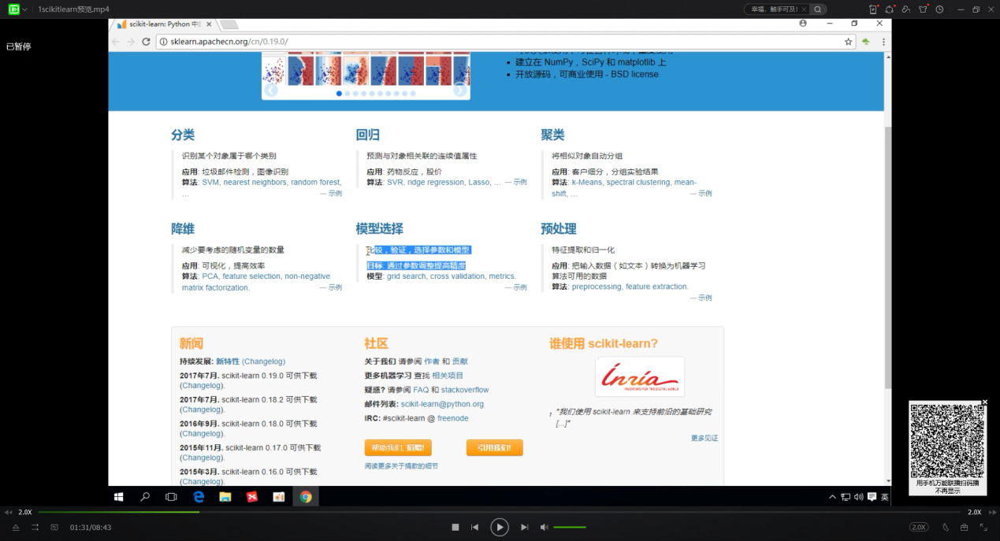 1scikitlearn预览.mp4
幸福，触手可及!
已暂停
scikit-learn: Python 中
sklearn.apachecn.org/cn/0.19.0/
建立在 NumPy，SciPy 和 matplotlib 上
开放源码，可商业使用 - BSD license
分类
识别某个对象属于哪个类别
应用: 垃圾邮件检测，图像识别
算法: SVM, nearest neighbors, random forest,
...
— 示例
回归
预测与对象相关联的连续值属性
应用: 药物反应，股价
算法: SVR, ridge regression, Lasso, ...
— 示例
聚类
将相似对象自动分组
应用: 客户细分，分组实验结果
算法: k-Means, spectral clustering, mean-
shift, ...
— 示例
降维
减少要考虑的随机变量的数量
应用: 可视化，提高效率
算法: PCA, feature selection, non-negative
matrix factorization.
— 示例
模型选择
比较，验证，选择参数和模型
目标: 通过参数调整提高精度
模型: grid search, cross validation, metrics.
— 示例
预处理
特征提取和归一化
应用: 把输入数据（如文本）转换为机器学习
算法可用的数据
算法: preprocessing, feature extraction.
— 示例
新闻
持续发展: 新特性 (Changelog)
2017年7月. scikit-learn 0.19.0 可供下载
(Changelog).
2017年7月. scikit-learn 0.18.2 可供下载
(Changelog).
2016年9月. scikit-learn 0.18.0 可供下载
(Changelog).
2015年11月. scikit-learn 0.17.0 可供下载
(Changelog).
2015年3月. scikit-learn 0.16.0 可供下载
(Changelog).
社区
关于我们 请参阅 作者 和 贡献
更多机器学习 查找 相关项目
疑惑? 请参阅 FAQ 和 stackoverflow
邮件列表: scikit-learn@python.org
IRC: #scikit-learn @ freenode
帮助我们, 捐赠!
引用我们!
阅读更多关于捐款的细节
谁使用 scikit-learn?
inria
INVENTORS FOR THE DIGITAL WORLD
"我们使用 scikit-learn 来支持前沿的基础研究
[...]"
更多见证
用手机万能联播扫码播
不再显示
英
2.0X
2.0X
01:31/08:43
2.0X